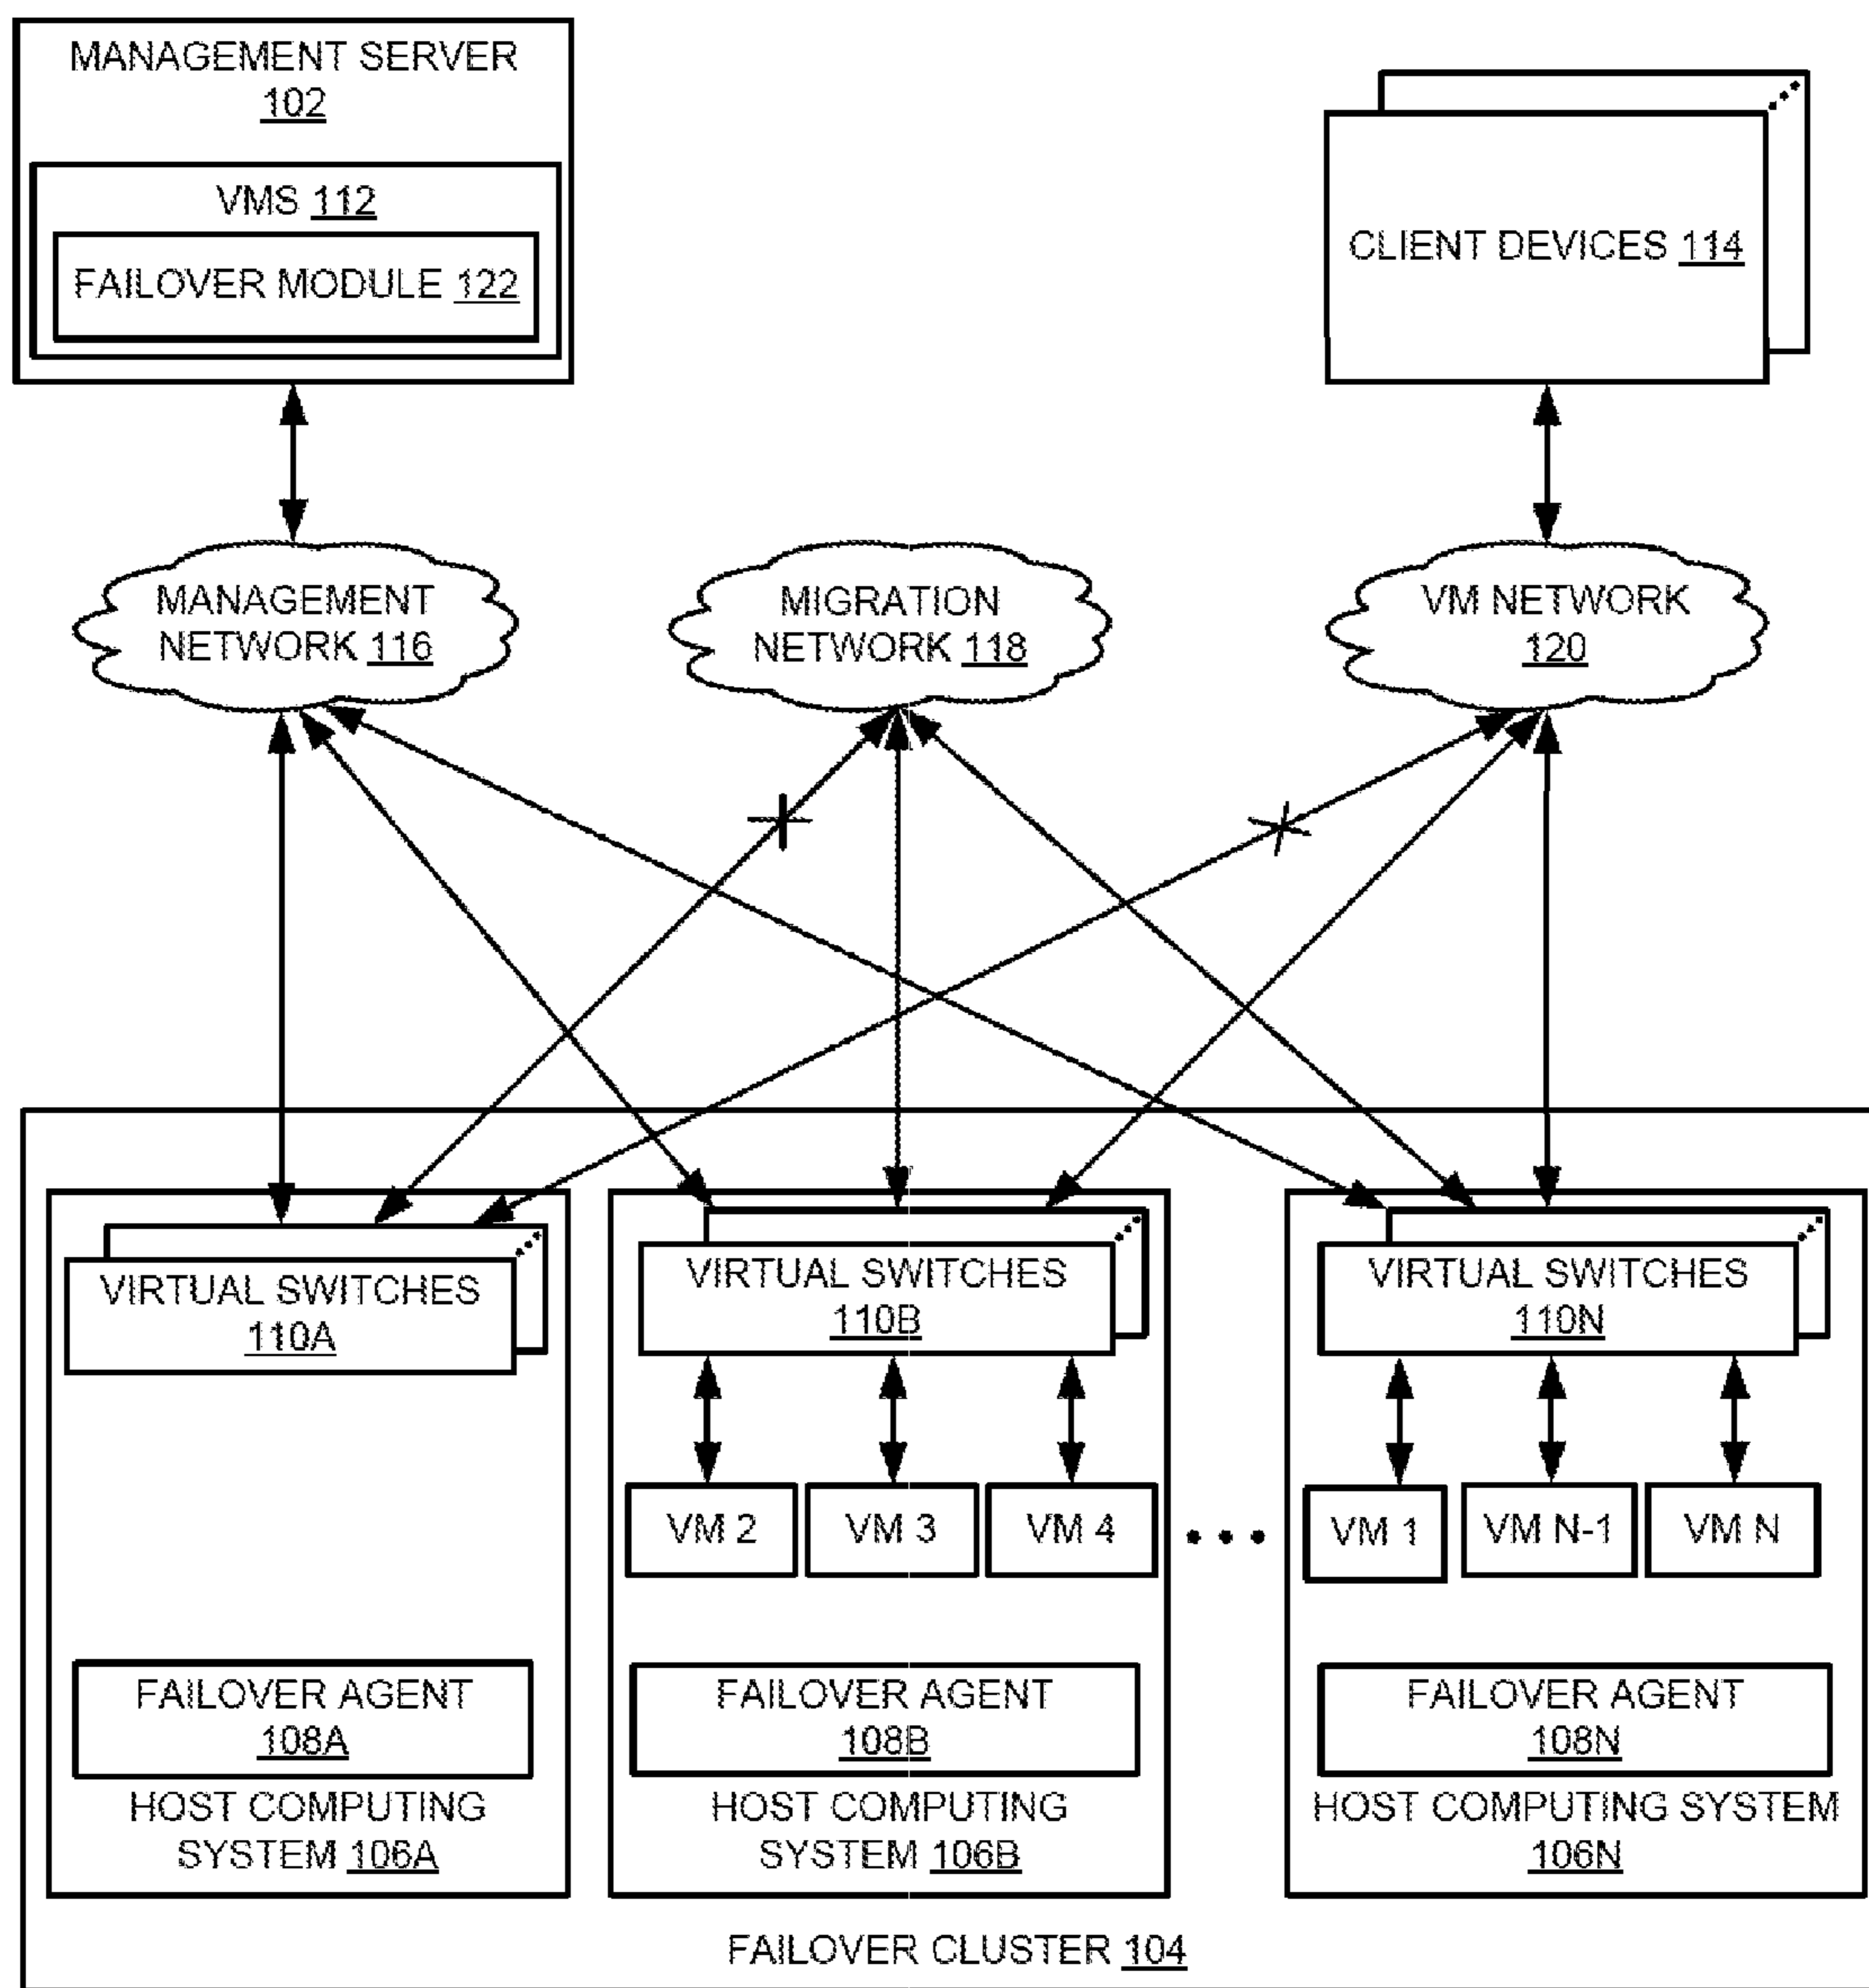 MANAGEMENT SERVER
102
VMS 112
FAILOVER MODULE 122
CLIENT DEVICES 114
MANAGEMENT
NETWORK 116
MIGRATION
NETWORK 118
VM NETWORK
120
VIRTUAL SWITCHES
110A
VIRTUAL SWITCHES
110B
VIRTUAL SWITCHES
110N
VM 2
VM 3
VM 4
VM 1
VM N-1
VM N
FAILOVER AGENT
108A
HOST COMPUTING
SYSTEM 106A
FAILOVER AGENT
108B
HOST COMPUTING
SYSTEM 106B
FAILOVER AGENT
108N
HOST COMPUTING SYSTEM
106N
FAILOVER CLUSTER 104